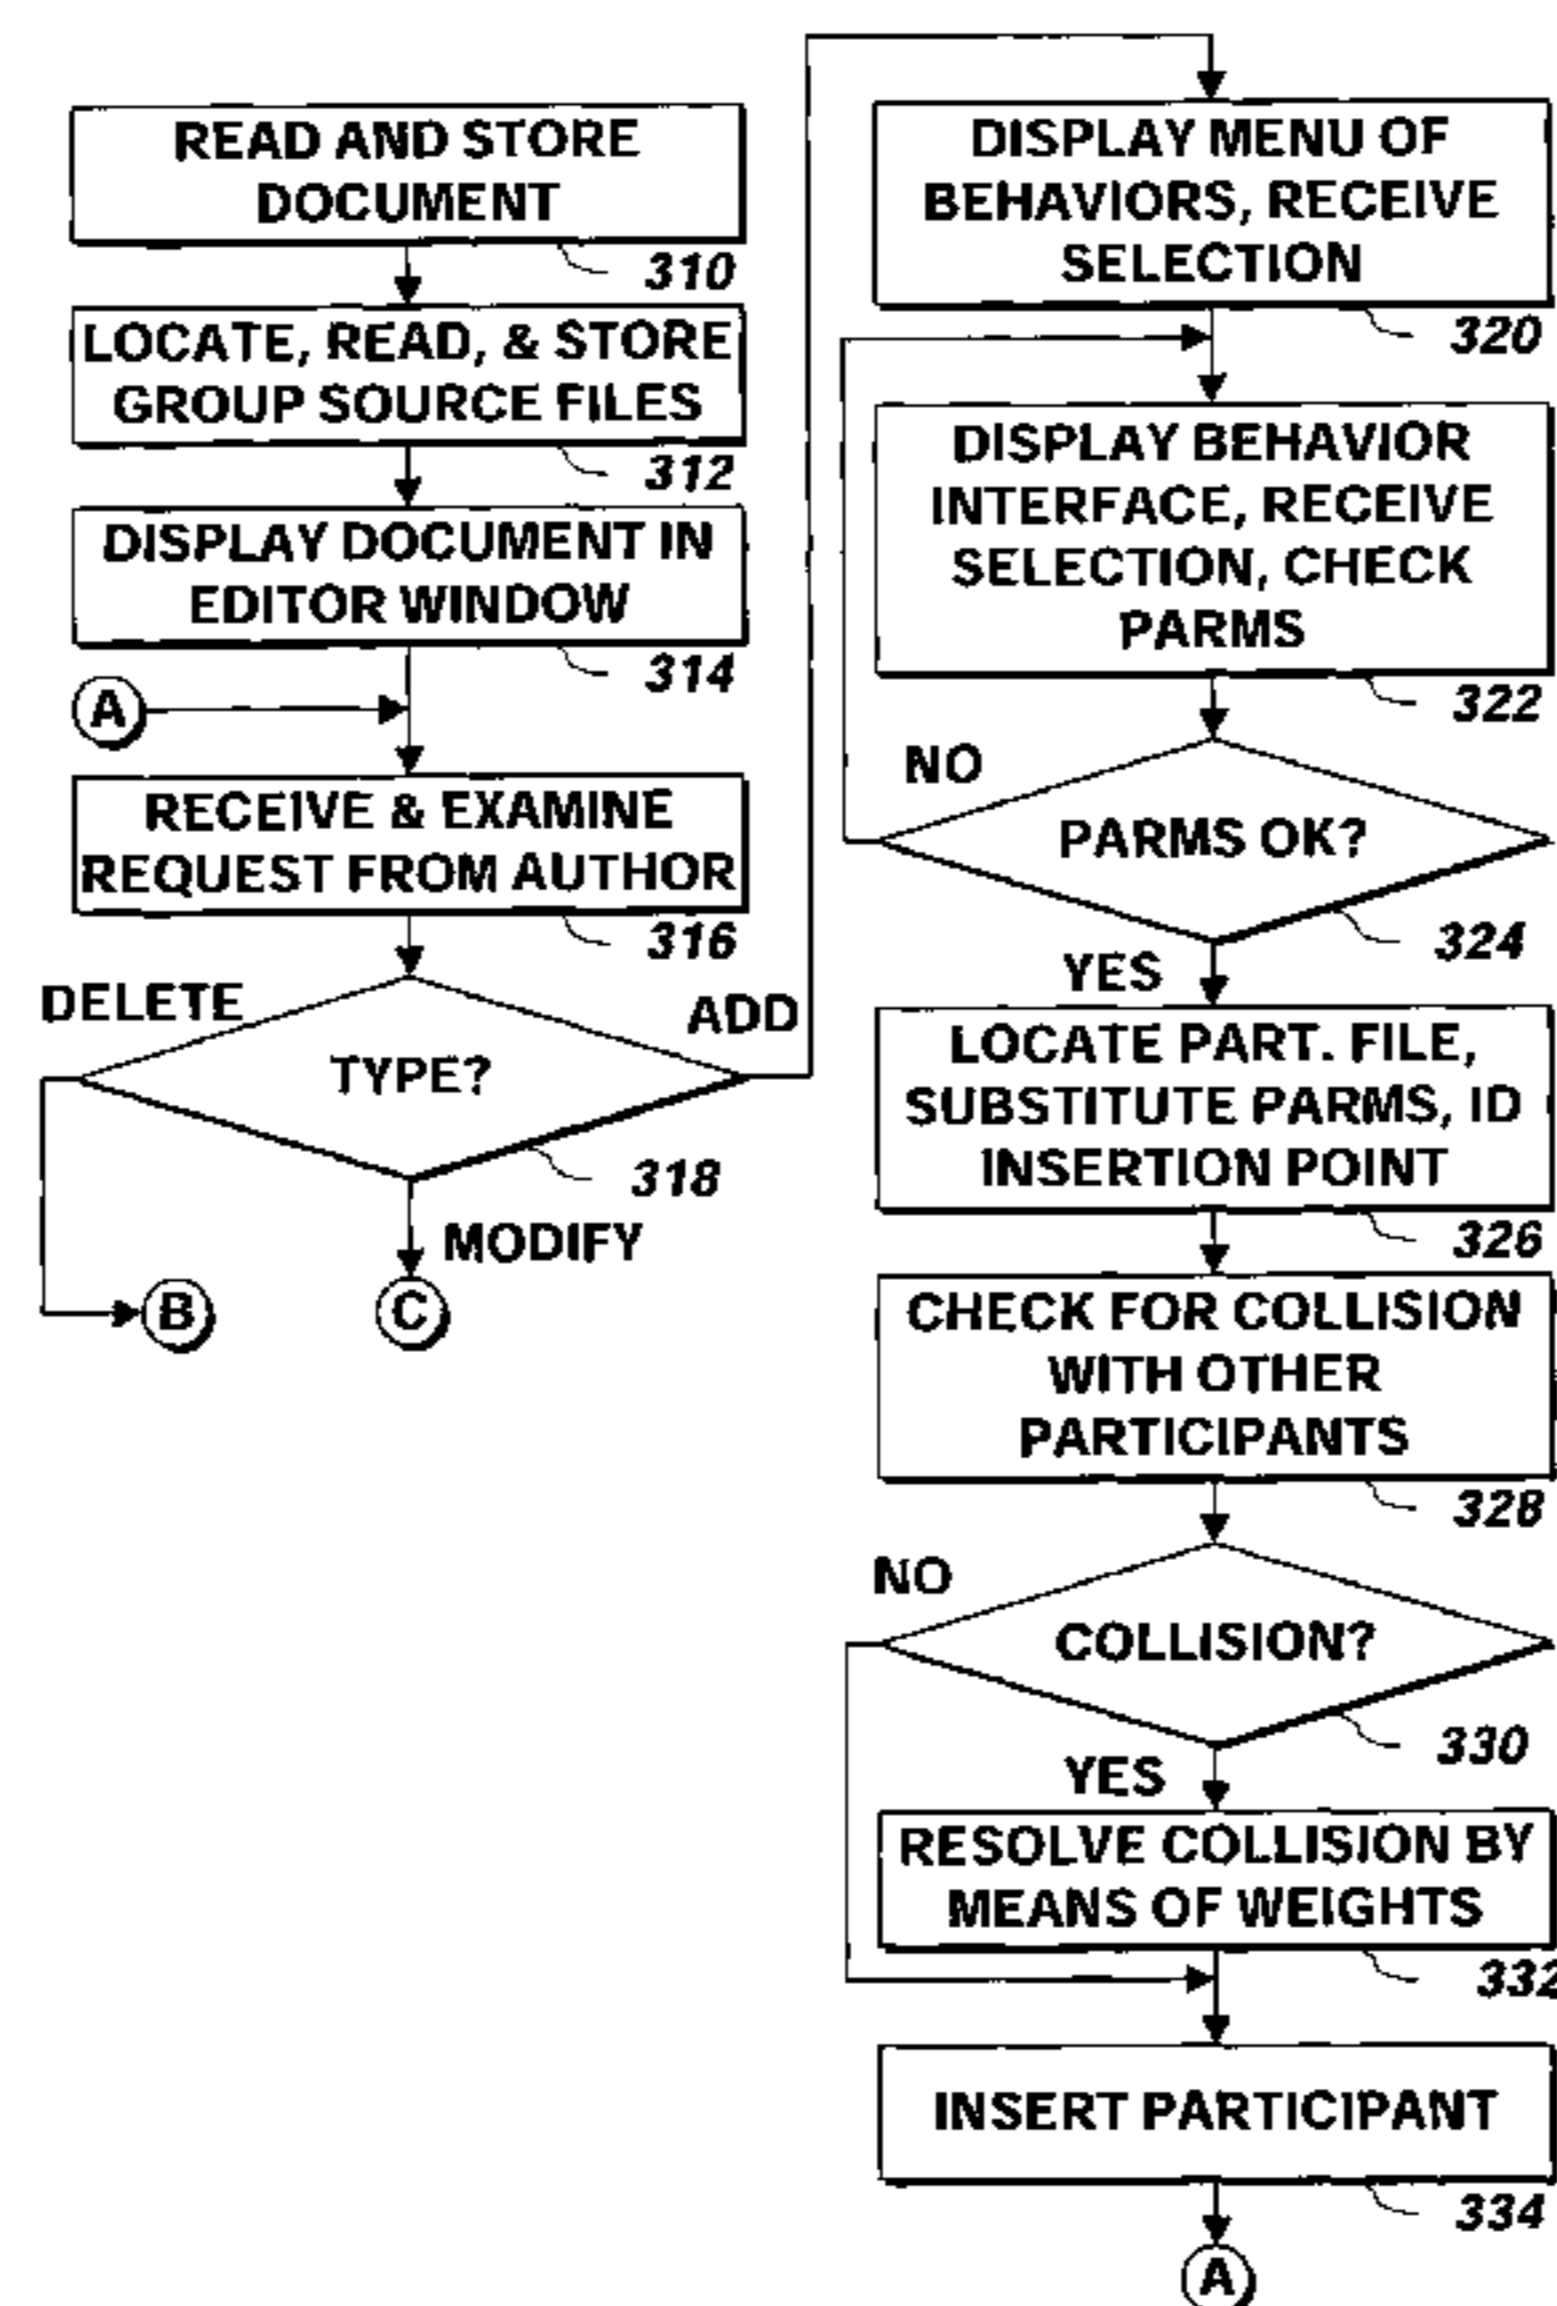 READ AND STORE
DOCUMENT
310
LOCATE, READ, & STORE
GROUP SOURCE FILES
312
DISPLAY DOCUMENT IN
EDITOR WINDOW
314
A
RECEIVE & EXAMINE
REQUEST FROM AUTHOR
316
DELETE
ADD
TYPE?
318
MODIFY
B
C
DISPLAY MENU OF
BEHAVIORS, RECEIVE
SELECTION
320
DISPLAY BEHAVIOR
INTERFACE, RECEIVE
SELECTION, CHECK
PARMS
322
NO
PARMS OK?
324
YES
LOCATE PART. FILE,
SUBSTITUTE PARMS, ID
INSERTION POINT
326
CHECK FOR COLLISION
WITH OTHER
PARTICIPANTS
328
NO
COLLISION?
330
YES
RESOLVE COLLISION BY
MEANS OF WEIGHTS
332
INSERT PARTICIPANT
334
A